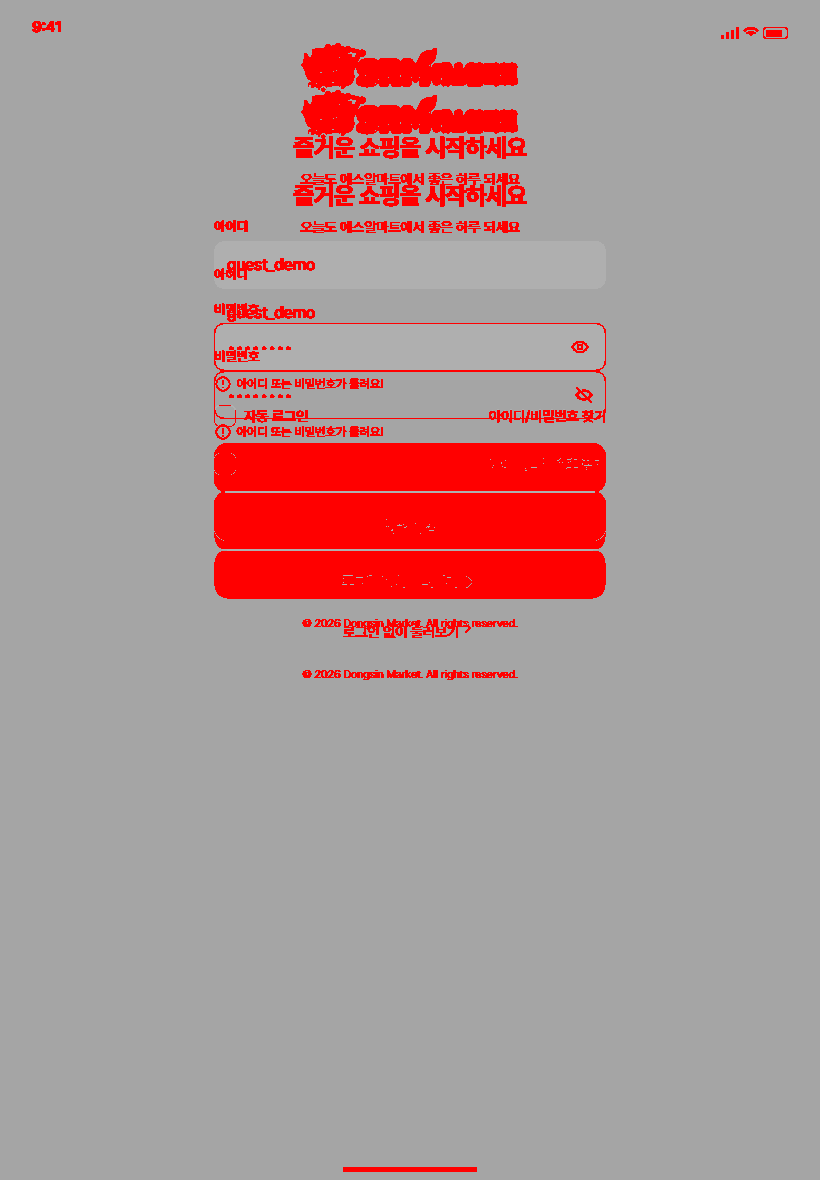 9:41
즐거운 쇼핑을 시작하세요
오늘도 에스알마트에서 좋은 하루 되세요
즐거운 쇼핑을 시작하세요
오늘도 에스알마트에서 좋은 하루 되세요
아이디
guest_demo
아이디
비밀번호
guest_demo
비밀번호
아이디 또는 비밀번호가 틀려요!
자동 로그인 아이디/비밀번호 찾기
아이디 또는 비밀번호가 틀려요!
© 2026 Dongsin Market. All rights reserved.
로그인 없이 둘러보기
© 2026 Dongsin Market. All rights reserved.